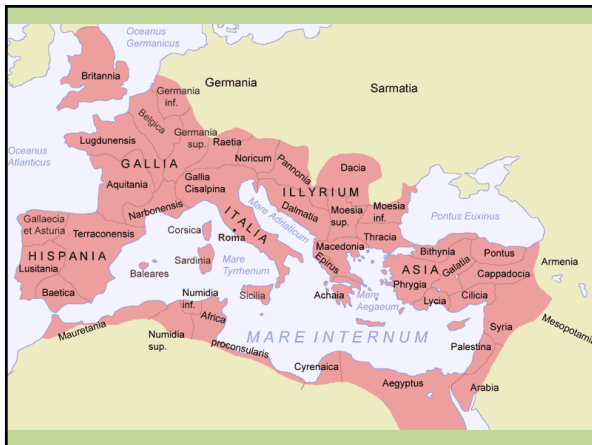 Oceanus
Germanicus
Britannia
Germania
inf.
Germania
Sarmatia
Belgica
Oceanus
Atlanticus
Lugdunensis
Germania
sup.
Raetia
Noricum
Pannonia
Dacia
GALLIA
Aquitania
Gallia
Cisalpina
ILLYRIUM
Dalmatia
Moesia
sup.
Moesia
inf.
Pontus Euxinus
Narbonensis
ITALIA
Mare Adriaticum
Gallaecia
et Asturia
Terraconensis
Corsica
Roma
Thracia
Macedonia
Epirus
Bithynia
Galatia
Pontus
Armenia
HISPANIA
Lusitania
Baetica
Baleares
Sardinia
Mare
Tyrrhenum
ASIA
Phrygia
Cappadocia
Lycia
Cilicia
Numidia
inf.
Sicilia
Achaia
Mare
Aegaeum
Mauretania
Numidia
sup.
Africa
proconsularis
MARE INTERNUM
Syria
Mesopotamia
Palestina
Cyrenaica
Aegyptus
Arabia